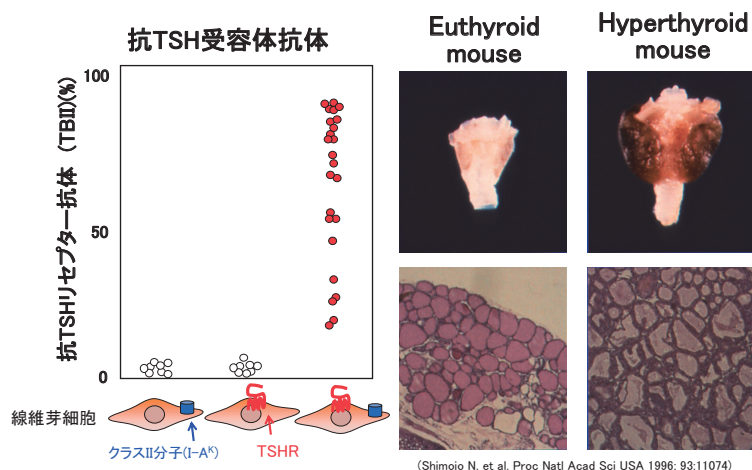 抗TSH受容体抗体
抗TSHリセプター抗体 (TBII)(%)
100
50
0
線維芽細胞
クラスII分子(I-Aᴷ)
TSHR
Euthyroid
mouse
Hyperthyroid
mouse
(Shimojo N. et al. Proc Natl Acad Sci USA 1996; 93:11074)